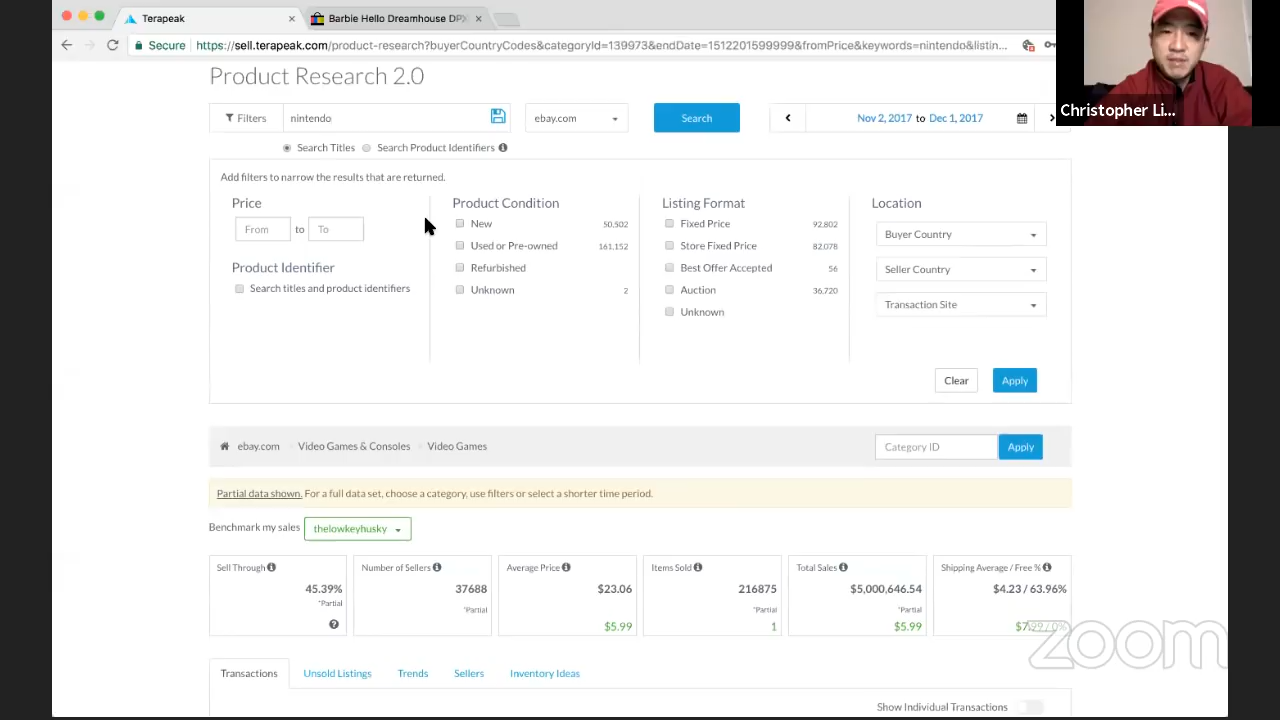 Terapeak
Barbie Hello Dreamhouse DPX
Secure https://sell.terapeak.com/product-research?buyerCountryCodes&categoryId=139973&endDate=1512201599999&fromPrice&keywords=nintendo&listin...
Christopher Li...
Product Research 2.0
Filters nintendo ebay.com Search Nov 2, 2017 to Dec 1, 2017
Search Titles Search Product Identifiers
Add filters to narrow the results that are returned.
Price Product Condition Listing Format Location
From to To New 50,502 Fixed Price 92,802 Buyer Country
Used or Pre-owned 161,152 Store Fixed Price 82,078
Product Identifier Refurbished Best Offer Accepted 56 Seller Country
Search titles and product identifiers Unknown 2 Auction 36,720 Transaction Site
Unknown
Clear Apply
ebay.com Video Games & Consoles Video Games Category ID Apply
Partial data shown. For a full data set, choose a category, use filters or select a shorter time period.
Benchmark my sales thelowkeyhusky
Sell Through Number of Sellers Average Price Items Sold Total Sales Shipping Average / Free %
45.39% 37688 $23.06 216875 $5,000,646.54 $4.23 / 63.96%
*Partial *Partial *Partial *Partial
$5.99 1 $5.99 $7.99 / 0%
zoom
Transactions Unsold Listings Trends Sellers Inventory Ideas
Show Individual Transactions